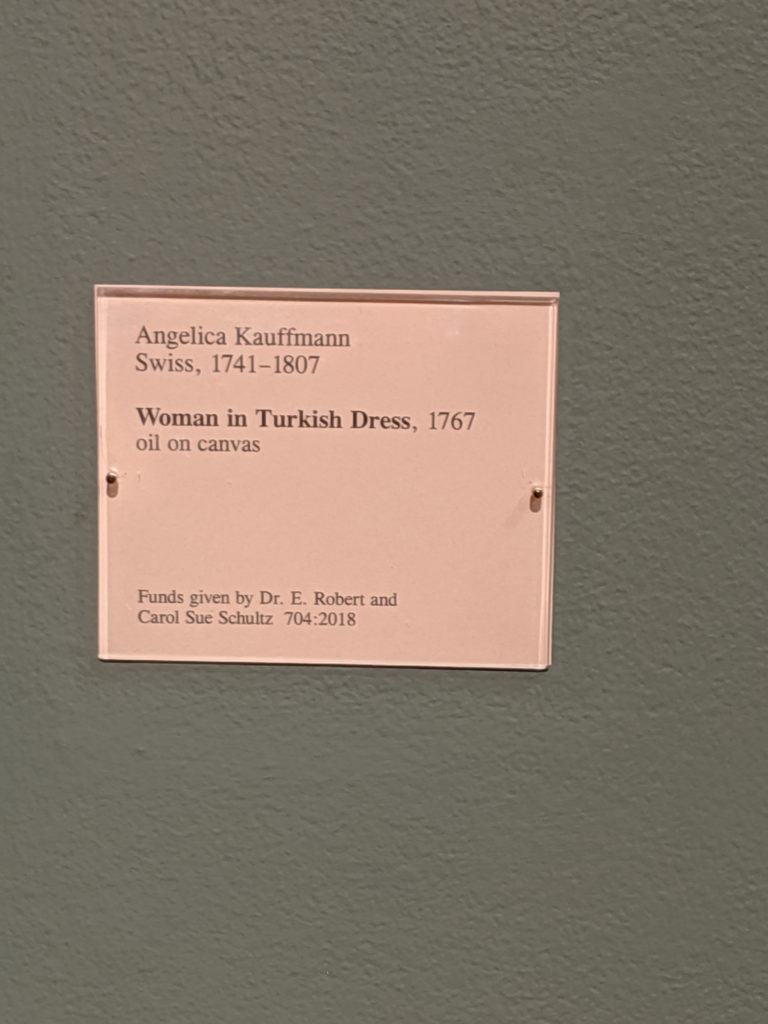 Angelica Kauffmann
Swiss, 1741–1807
Woman in Turkish Dress, 1767
oil on canvas
Funds given by Dr. E. Robert and
Carol Sue Schultz 704:2018